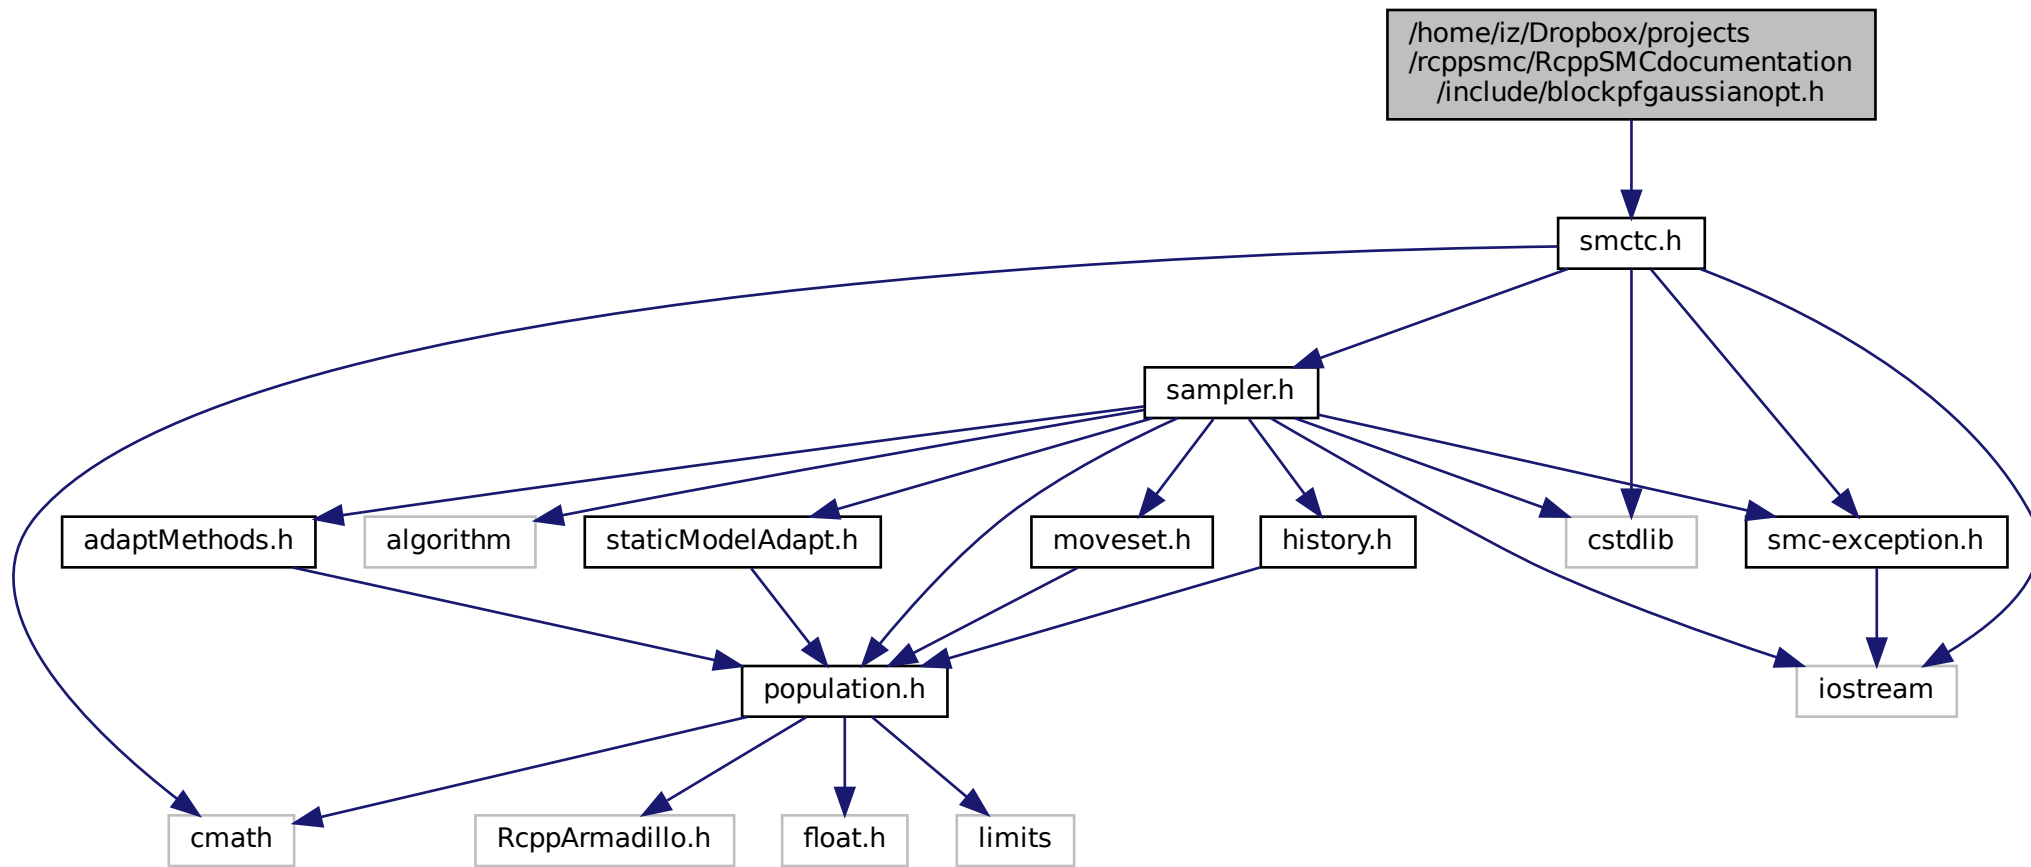 /home/iz/Dropbox/projects
/rcppsmc/RcppSMCdocumentation
/include/blockpfgaussianopt.h
smctc.h
sampler.h
adaptMethods.h
algorithm
staticModelAdapt.h
moveset.h
history.h
cstdlib
smc-exception.h
population.h
iostream
cmath
RcppArmadillo.h
float.h
limits